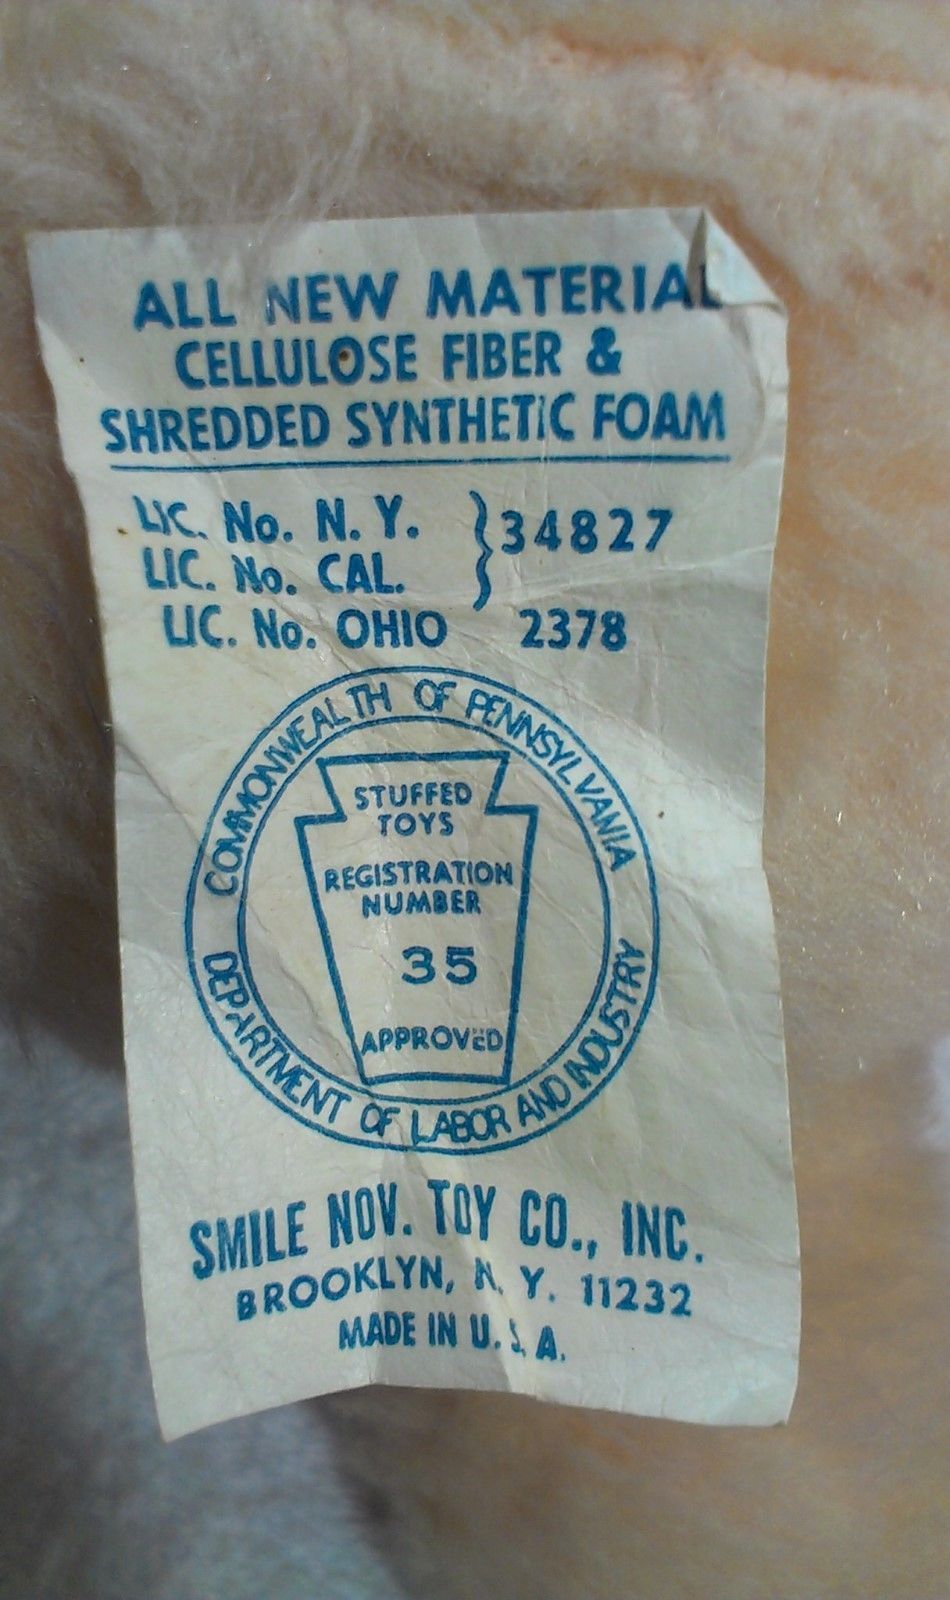 ALL NEW MATERIAL
CELLULOSE FIBER &
SHREDDED SYNTHETIC FOAM
LIC. No. N. Y. } 34827
LIC. No. CAL.
LIC. No. OHIO 2378
COMMONWEALTH OF PENNSYLVANIA
STUFFED
TOYS
REGISTRATION
NUMBER
35
APPROVED
DEPARTMENT OF LABOR AND INDUSTRY
SMILE NOV. TOY CO., INC.
BROOKLYN, N. Y. 11232
MADE IN U. S. A.